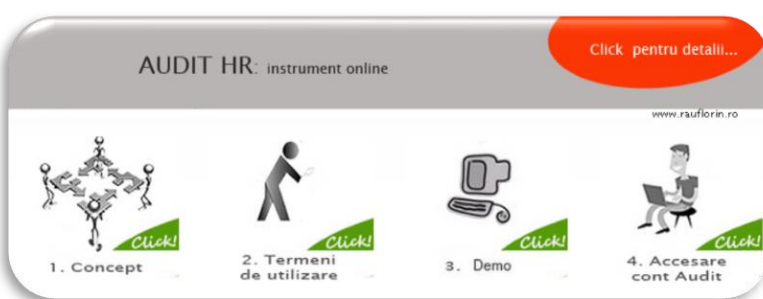 AUDIT HR: instrument online
Click pentru detalii...
www.rauflorin.ro
Click!
1. Concept
Click!
2. Termeni
de utilizare
Click!
3. Demo
Click!
4. Accesare
cont Audit